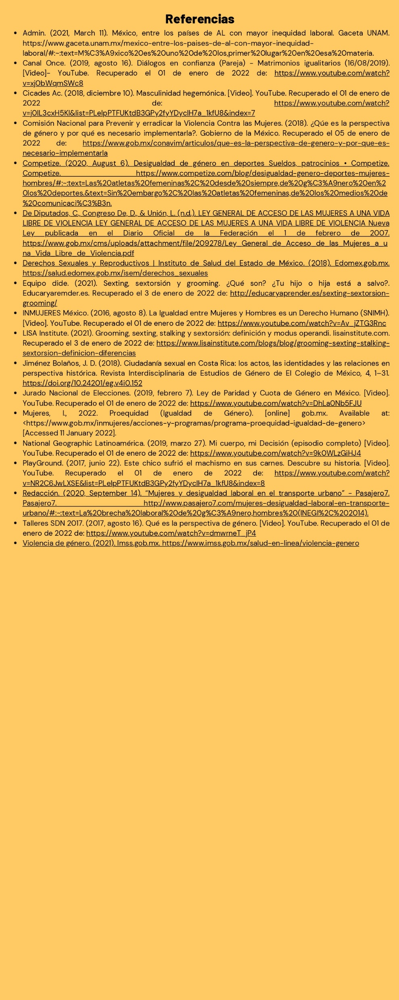 Referencias
• Admin. (2021, March 11). México, entre los países de AL con mayor inequidad laboral. Gaceta UNAM.
https://www.gaceta.unam.mx/mexico-entre-los-paises-de-al-con-mayor-inequidad-
laboral/#:~:text=M%C3%A9xico%20es%20uno%20de%20los,primer%20lugar%20en%20esa%20materia.
• Canal Once. (2019, agosto 16). Diálogos en confianza (Pareja) - Matrimonios igualitarios (16/08/2019).
[Video]- YouTube. Recuperado el 01 de enero de 2022 de: https://www.youtube.com/watch?
v=xj0bWqmSWc8
• Cicades Ac. (2018, diciembre 10). Masculinidad hegemónica. [Video]. YouTube. Recuperado el 01 de enero de
2022 de: https://www.youtube.com/watch?
v=j0lL3cxH5KI&list=PLelpPTFUKtdB3GPy2fyYDyclH7a_1kfU8&index=7
• Comisión Nacional para Prevenir y erradicar la Violencia Contra las Mujeres. (2018). ¿Qúe es la perspectiva
de género y por qué es necesario implementarla?. Gobierno de la México. Recuperado el 05 de enero de
2022 de: https://www.gob.mx/conavim/articulos/que-es-la-perspectiva-de-genero-y-por-que-es-
necesario-implementarla
• Competize. (2020, August 6). Desigualdad de género en deportes Sueldos, patrocinios • Competize.
Competize. https://www.competize.com/blog/desigualdad-genero-deportes-mujeres-
hombres/#:~:text=Las%20atletas%20femeninas%2C%20desde%20siempre,de%20g%C3%A9nero%20en%2
0los%20deportes.&text=Sin%20embargo%2C%20las%20atletas%20femeninas,de%20los%20medios%20de
%20comunicaci%C3%B3n.
• De Diputados, C., Congreso De, D., & Unión, L. (n.d.). LEY GENERAL DE ACCESO DE LAS MUJERES A UNA VIDA
LIBRE DE VIOLENCIA LEY GENERAL DE ACCESO DE LAS MUJERES A UNA VIDA LIBRE DE VIOLENCIA Nueva
Ley publicada en el Diario Oficial de la Federación el 1 de febrero de 2007.
https://www.gob.mx/cms/uploads/attachment/file/209278/Ley_General_de_Acceso_de_las_Mujeres_a_u
na_Vida_Libre_de_Violencia.pdf
• Derechos Sexuales y Reproductivos | Instituto de Salud del Estado de México. (2018). Edomex.gob.mx.
https://salud.edomex.gob.mx/isem/derechos_sexuales
• Equipo dide. (2021). Sexting, sextorsión y grooming. ¿Qué son? ¿Tu hijo o hija está a salvo?.
Educaryaremder.es. Recuperado el 3 de enero de 2022 de: http://educaryaprender.es/sexting-sextorsion-
grooming/
• INMUJERES México. (2016, agosto 8). La Igualdad entre Mujeres y Hombres es un Derecho Humano (SNIMH).
[Video]. YouTube. Recuperado el 01 de enero de 2022 de: https://www.youtube.com/watch?v=Av_jZTG3Rnc
• LISA Institute. (2021). Grooming, sexting, stalking y sextorsión: definición y modus operandi. lisainstitute.com.
Recuperado el 3 de enero de 2022 de: https://www.lisainstitute.com/blogs/blog/grooming-sexting-stalking-
sextorsion-definicion-diferencias
• Jiménez Bolaños, J. D. (2018). Ciudadanía sexual en Costa Rica: los actos, las identidades y las relaciones en
perspectiva histórica. Revista Interdisciplinaria de Estudios de Género de El Colegio de México, 4, 1–31.
https://doi.org/10.24201/eg.v4i0.152
• Jurado Nacional de Elecciones. (2019, febrero 7). Ley de Paridad y Cuota de Género en México. [Video].
YouTube. Recuperado el 01 de enero de 2022 de: https://www.youtube.com/watch?v=DhLa0Nb5FJU
• Mujeres, I., 2022. Proequidad (Igualdad de Género). [online] gob.mx. Available at:
<https://www.gob.mx/inmujeres/acciones-y-programas/programa-proequidad-igualdad-de-genero>
[Accessed 11 January 2022].
• National Geographic Latinoamérica. (2019, marzo 27). Mi cuerpo, mi Decisión (episodio completo) [Video].
YouTube. Recuperado el 01 de enero de 2022 de: https://www.youtube.com/watch?v=9k0WLzGiHJ4
• PlayGround. (2017, junio 22). Este chico sufrió el machismo en sus carnes. Descubre su historia. [Video].
YouTube. Recuperado el 01 de enero de 2022 de: https://www.youtube.com/watch?
v=NR2C6JwLXSE&list=PLelpPTFUKtdB3GPy2fyYDyclH7a_1kfU8&index=8
• Redacción. (2020, September 14). “Mujeres y desigualdad laboral en el transporte urbano” - Pasajero7.
Pasajero7. http://www.pasajero7.com/mujeres-desigualdad-laboral-en-transporte-
urbano/#:~:text=La%20brecha%20laboral%20de%20g%C3%A9nero,hombres%20(INEGI%2C%202014).
• Talleres SDN 2017. (2017, agosto 16). Qué es la perspectiva de género. [Video]. YouTube. Recuperado el 01 de
enero de 2022 de: https://www.youtube.com/watch?v=dmwrneT_jP4
• Violencia de género. (2021). Imss.gob.mx. https://www.imss.gob.mx/salud-en-linea/violencia-genero